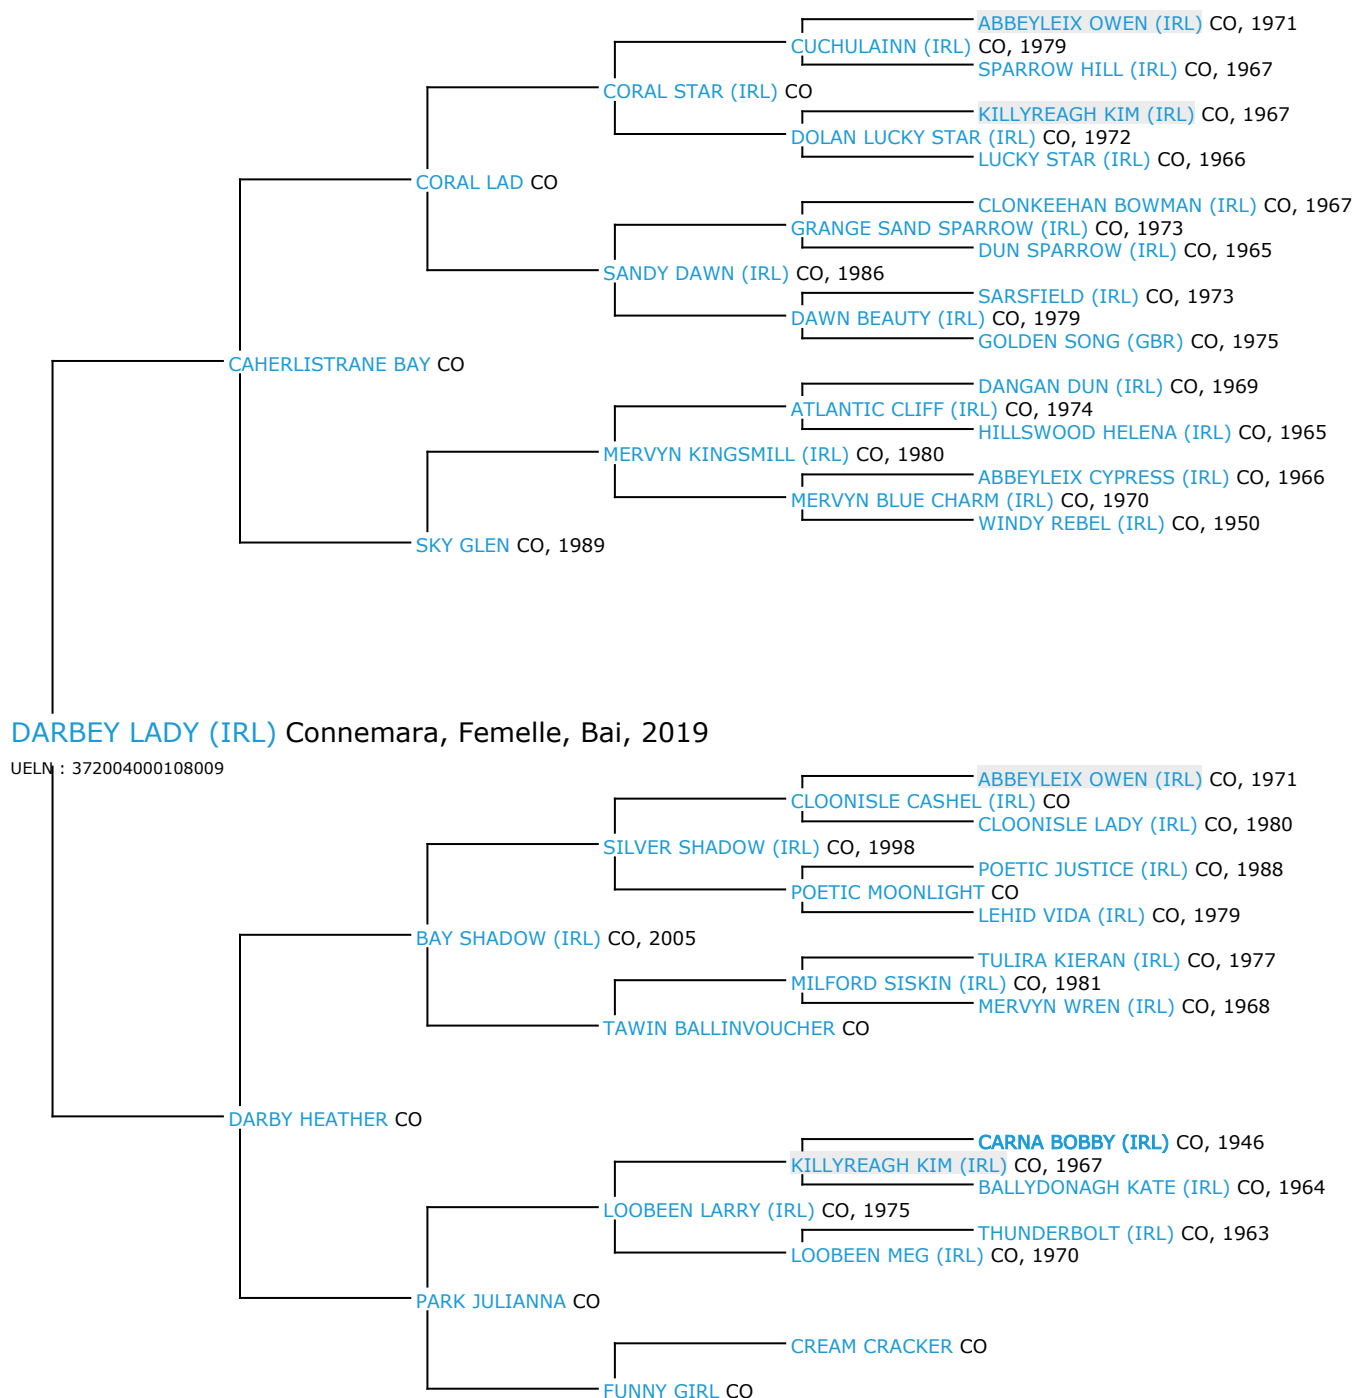 ABBEYLEIX OWEN (IRL) CO, 1971
CUCHULAINN (IRL) CO, 1979
SPARROW HILL (IRL) CO, 1967
CORAL STAR (IRL) CO
KILLYREAGH KIM (IRL) CO, 1967
DOLAN LUCKY STAR (IRL) CO, 1972
LUCKY STAR (IRL) CO, 1966
CORAL LAD CO
CLONKEEHAN BOWMAN (IRL) CO, 1967
GRANGE SAND SPARROW (IRL) CO, 1973
DUN SPARROW (IRL) CO, 1965
SANDY DAWN (IRL) CO, 1986
SARSFIELD (IRL) CO, 1973
DAWN BEAUTY (IRL) CO, 1979
GOLDEN SONG (GBR) CO, 1975
CAHERLISTRANE BAY CO
DANGAN DUN (IRL) CO, 1969
ATLANTIC CLIFF (IRL) CO, 1974
HILLSWOOD HELENA (IRL) CO, 1965
MERVYN KINGSMILL (IRL) CO, 1980
ABBEYLEIX CYPRESS (IRL) CO, 1966
MERVYN BLUE CHARM (IRL) CO, 1970
WINDY REBEL (IRL) CO, 1950
SKY GLEN CO, 1989
DARBEY LADY (IRL) Connemara, Femelle, Bai, 2019
UELN : 372004000108009
ABBEYLEIX OWEN (IRL) CO, 1971
CLOONISLE CASHEL (IRL) CO
CLOONISLE LADY (IRL) CO, 1980
SILVER SHADOW (IRL) CO, 1998
POETIC JUSTICE (IRL) CO, 1988
POETIC MOONLIGHT CO
LEHID VIDA (IRL) CO, 1979
BAY SHADOW (IRL) CO, 2005
TULIRA KIERAN (IRL) CO, 1977
MILFORD SISKIN (IRL) CO, 1981
MERVYN WREN (IRL) CO, 1968
TAWIN BALLINVOUCHER CO
DARBY HEATHER CO
CARNA BOBBY (IRL) CO, 1946
KILLYREAGH KIM (IRL) CO, 1967
BALLYDONAGH KATE (IRL) CO, 1964
LOOBEEN LARRY (IRL) CO, 1975
THUNDERBOLT (IRL) CO, 1963
LOOBEEN MEG (IRL) CO, 1970
PARK JULIANNA CO
CREAM CRACKER CO
FUNNY GIRL CO